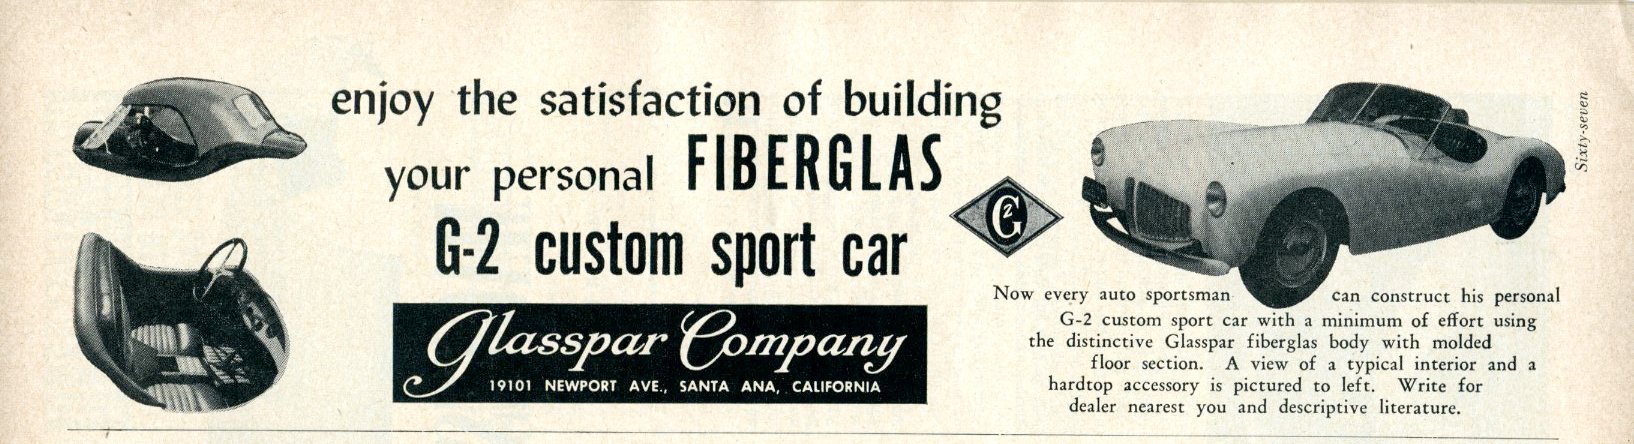 enjoy the satisfaction of building
your personal FIBERGLAS
G-2 custom sport car
Glasspar Company
19101 NEWPORT AVE., SANTA ANA, CALIFORNIA
G2
Now every auto sportsman can construct his personal
G-2 custom sport car with a minimum of effort using
the distinctive Glasspar fiberglas body with molded
floor section. A view of a typical interior and a
hardtop accessory is pictured to left. Write for
dealer nearest you and descriptive literature.
Sixty-seven